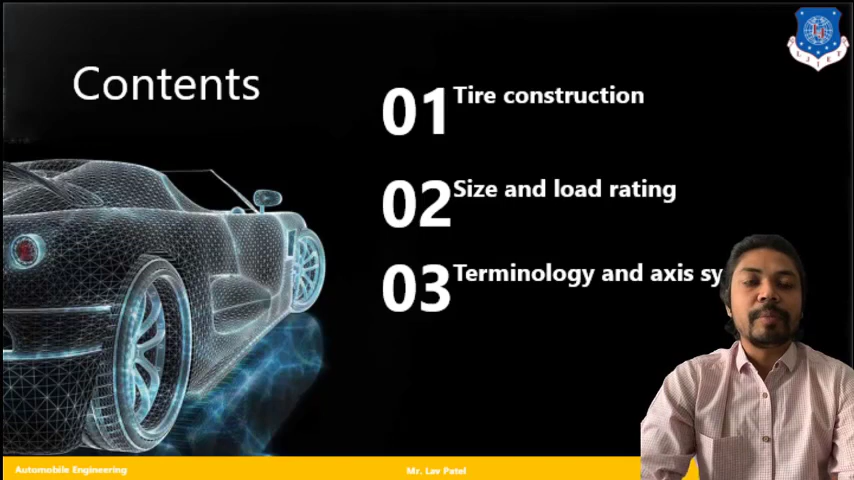 Contents
01 Tire construction
02 Size and load rating
03 Terminology and axis sy
Automobile Engineering
Mr. Lav Patel